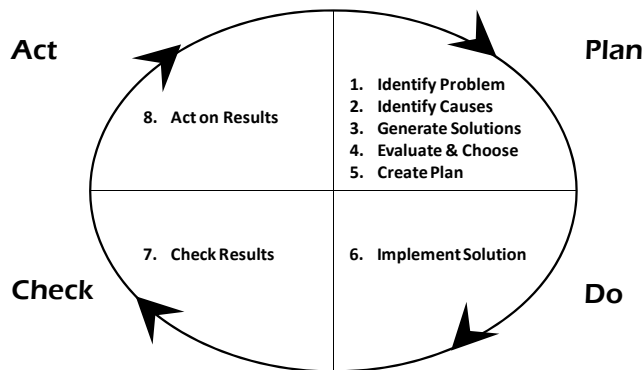 Act
Plan
1. Identify Problem
2. Identify Causes
3. Generate Solutions
4. Evaluate & Choose
5. Create Plan
8. Act on Results
7. Check Results
6. Implement Solution
Check
Do